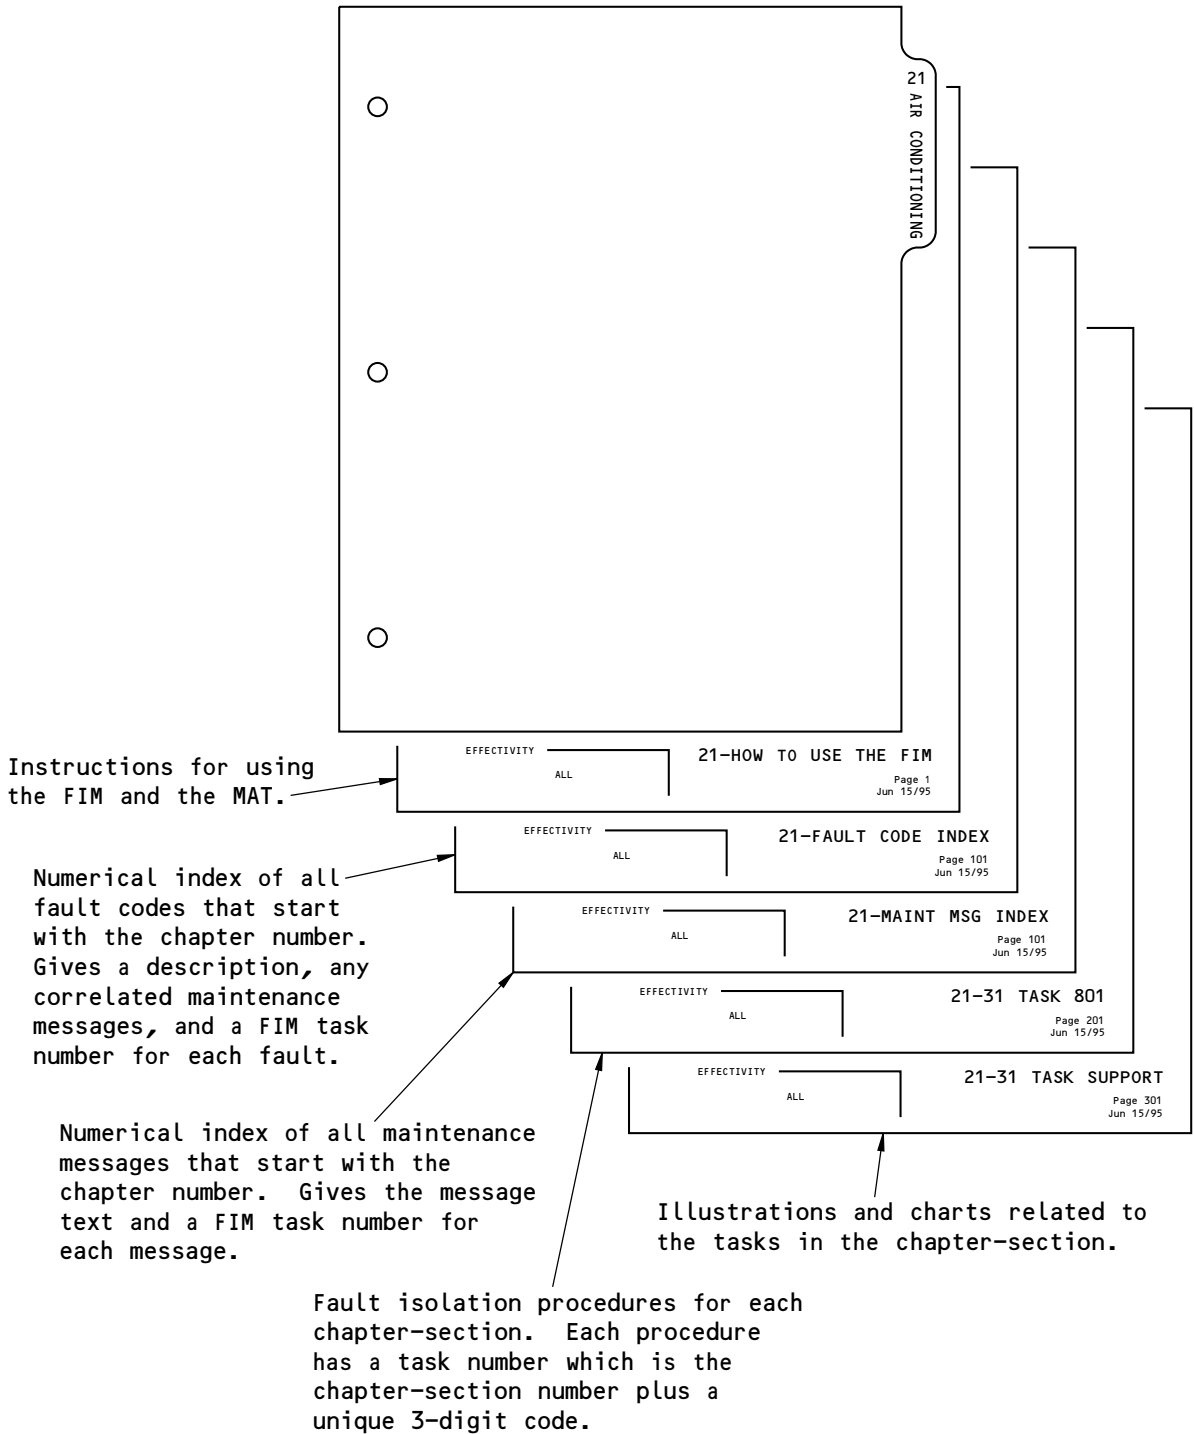 21 AIR CONDITIONING
EFFECTIVITY
ALL
21-HOW TO USE THE FIM
Page 1
Jun 15/95
Instructions for using
the FIM and the MAT.
EFFECTIVITY
ALL
21-FAULT CODE INDEX
Page 101
Jun 15/95
Numerical index of all
fault codes that start
with the chapter number.
Gives a description, any
correlated maintenance
messages, and a FIM task
number for each fault.
EFFECTIVITY
ALL
21-MAINT MSG INDEX
Page 101
Jun 15/95
EFFECTIVITY
ALL
21-31 TASK 801
Page 201
Jun 15/95
EFFECTIVITY
ALL
21-31 TASK SUPPORT
Page 301
Jun 15/95
Numerical index of all maintenance
messages that start with the
chapter number.  Gives the message
text and a FIM task number for
each message.
Illustrations and charts related to
the tasks in the chapter-section.
Fault isolation procedures for each
chapter-section.  Each procedure
has a task number which is the
chapter-section number plus a
unique 3-digit code.